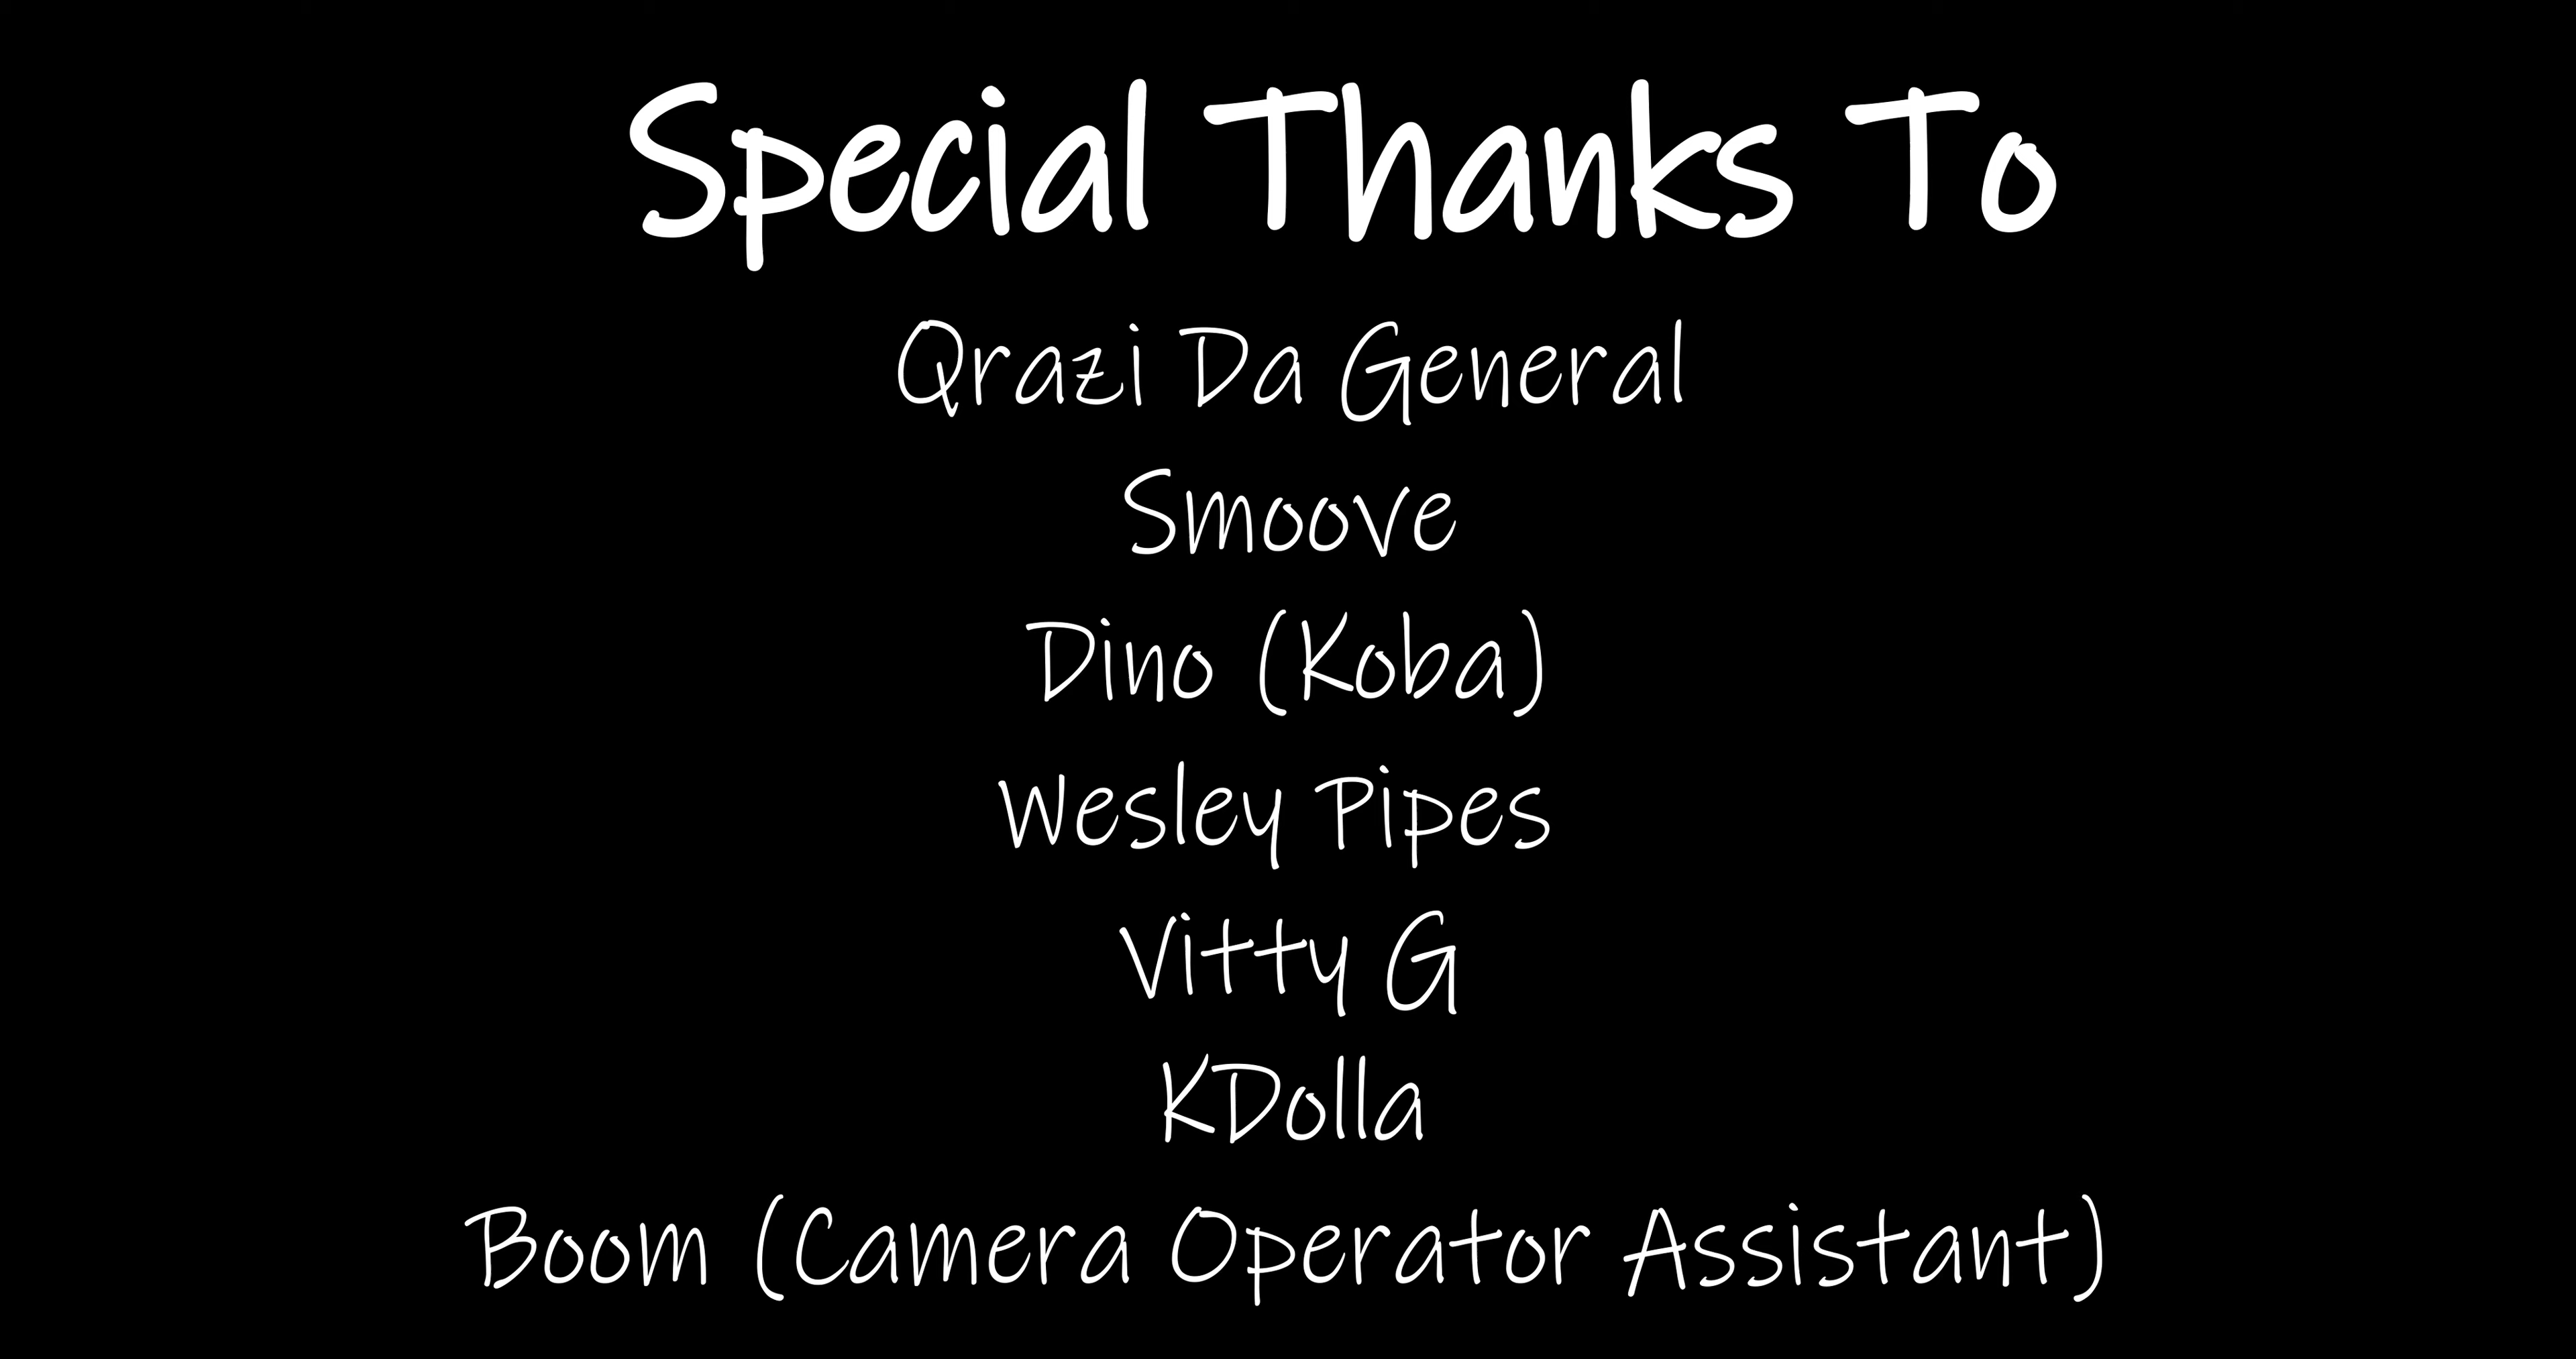 Special Thanks To
Qrazi Da General
Smoove
Dino (Koba)
Wesley Pipes
Vitty G
KDolla
Boom (Camera Operator Assistant)